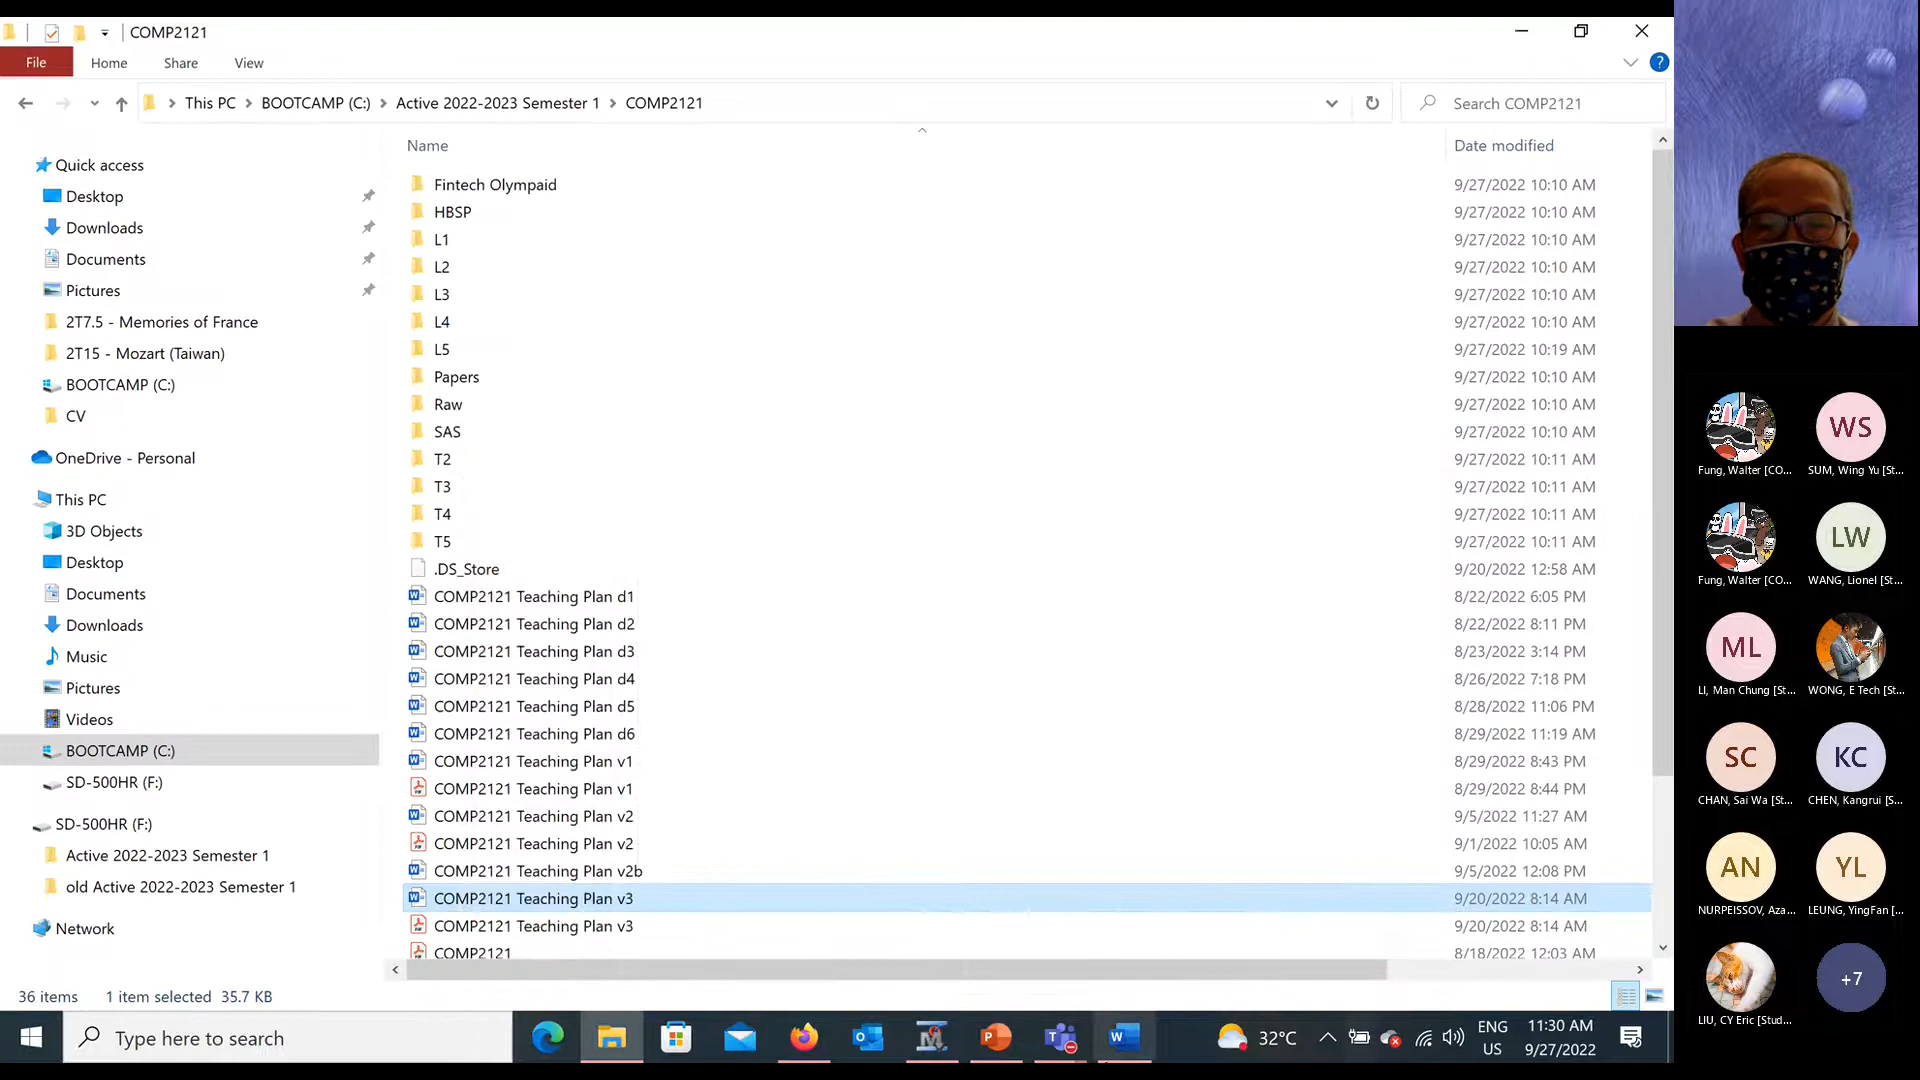 COMP2121
File Home Share View
This PC BOOTCAMP (C:) Active 2022-2023 Semester 1 COMP2121
Search COMP2121
Name Date modified
Quick access
Desktop
Downloads
Documents
Pictures
2T7.5 - Memories of France
2T15 - Mozart (Taiwan)
BOOTCAMP (C:)
CV
OneDrive - Personal
This PC
3D Objects
Desktop
Documents
Downloads
Music
Pictures
Videos
BOOTCAMP (C:)
SD-500HR (F:)
SD-500HR (F:)
Active 2022-2023 Semester 1
old Active 2022-2023 Semester 1
Network
Fintech Olympaid 9/27/2022 10:10 AM
HBSP 9/27/2022 10:10 AM
L1 9/27/2022 10:10 AM
L2 9/27/2022 10:10 AM
L3 9/27/2022 10:10 AM
L4 9/27/2022 10:10 AM
L5 9/27/2022 10:19 AM
Papers 9/27/2022 10:10 AM
Raw 9/27/2022 10:10 AM
SAS 9/27/2022 10:10 AM
T2 9/27/2022 10:11 AM
T3 9/27/2022 10:11 AM
T4 9/27/2022 10:11 AM
T5 9/27/2022 10:11 AM
.DS_Store 9/20/2022 12:58 AM
COMP2121 Teaching Plan d1 8/22/2022 6:05 PM
COMP2121 Teaching Plan d2 8/22/2022 8:11 PM
COMP2121 Teaching Plan d3 8/23/2022 3:14 PM
COMP2121 Teaching Plan d4 8/26/2022 7:18 PM
COMP2121 Teaching Plan d5 8/28/2022 11:06 PM
COMP2121 Teaching Plan d6 8/29/2022 11:19 AM
COMP2121 Teaching Plan v1 8/29/2022 8:43 PM
COMP2121 Teaching Plan v1 8/29/2022 8:44 PM
COMP2121 Teaching Plan v2 9/5/2022 11:27 AM
COMP2121 Teaching Plan v2 9/1/2022 10:05 AM
COMP2121 Teaching Plan v2b 9/5/2022 12:08 PM
COMP2121 Teaching Plan v3 9/20/2022 8:14 AM
COMP2121 Teaching Plan v3 9/20/2022 8:14 AM
COMP2121 8/18/2022 12:03 AM
36 items 1 item selected 35.7 KB
Type here to search
32°C
ENG
US
11:30 AM
9/27/2022
WS
Fung, Walter [CO... SUM, Wing Yu [St...
LW
Fung, Walter [CO... WANG, Lionel [St...
ML
LI, Man Chung [St... WONG, E Tech [St...
SC KC
CHAN, Sai Wa [St... CHEN, Kangrui [S...
AN YL
NURPEISSOV, Aza... LEUNG, YingFan [...
+7
LIU, CY Eric [Stud...